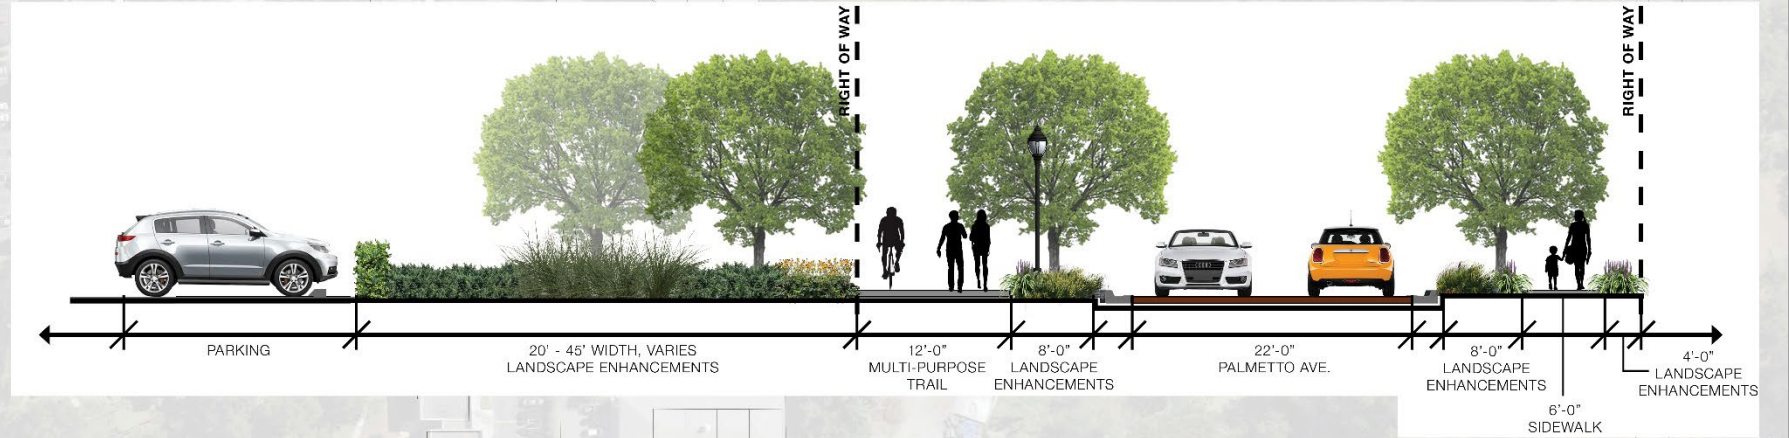 RIGHT OF WAY
RIGHT OF WAY
PARKING
20' - 45' WIDTH, VARIES
LANDSCAPE ENHANCEMENTS
12'-0"
MULTI-PURPOSE
TRAIL
8'-0"
LANDSCAPE
ENHANCEMENTS
22'-0"
PALMETTO AVE.
8'-0"
LANDSCAPE
ENHANCEMENTS
6'-0"
SIDEWALK
4'-0"
LANDSCAPE
ENHANCEMENTS